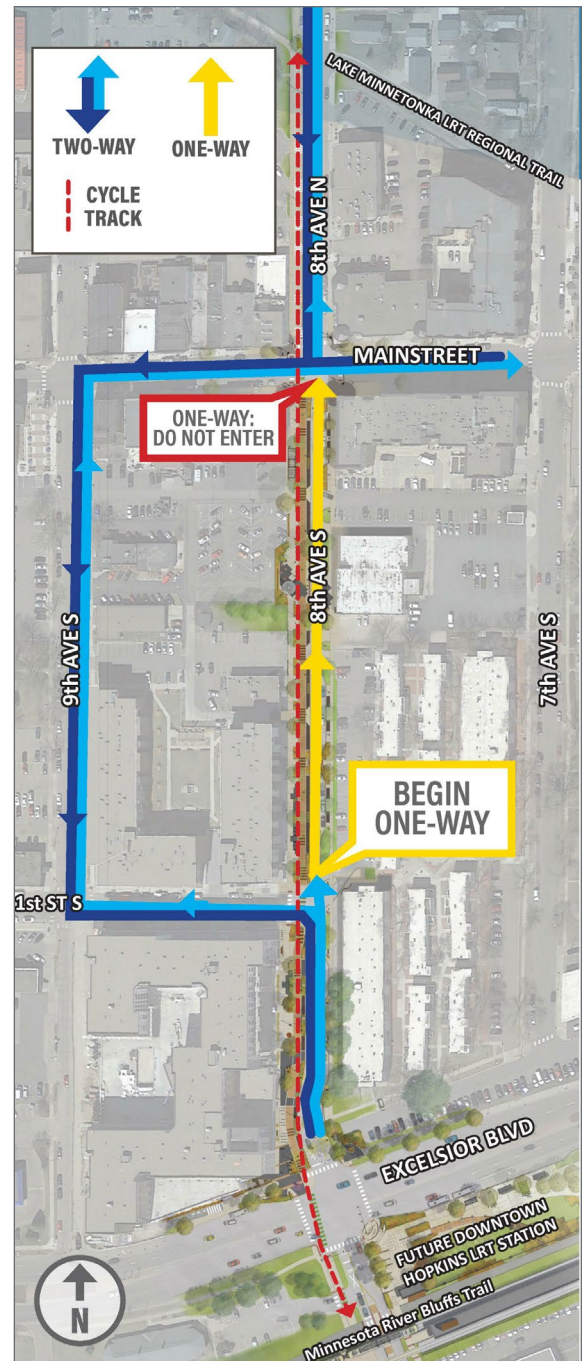 TWO-WAY
ONE-WAY
CYCLE
TRACK
LAKE MINNETONKA LRT REGIONAL TRAIL
8th AVE N
MAINSTREET
ONE-WAY:
DO NOT ENTER
8th AVE S
9th AVE S
7th AVE S
BEGIN
ONE-WAY
1st ST S
EXCELSIOR BLVD
FUTURE DOWNTOWN
HOPKINS LRT STATION
Minnesota River Bluffs Trail
N